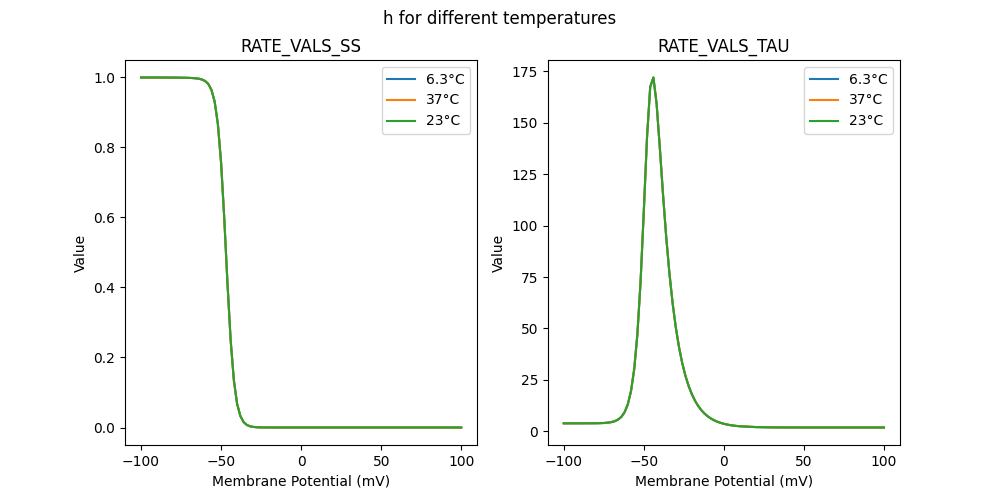 h for different temperatures
RATE_VALS_SS
1.0
0.8
0.6
0.4
0.2
0.0
Value
−100
−50
0
50
100
Membrane Potential (mV)
6.3°C
37°C
23°C
RATE_VALS_TAU
175
150
125
100
75
50
25
0
Value
−100
−50
0
50
100
Membrane Potential (mV)
6.3°C
37°C
23°C